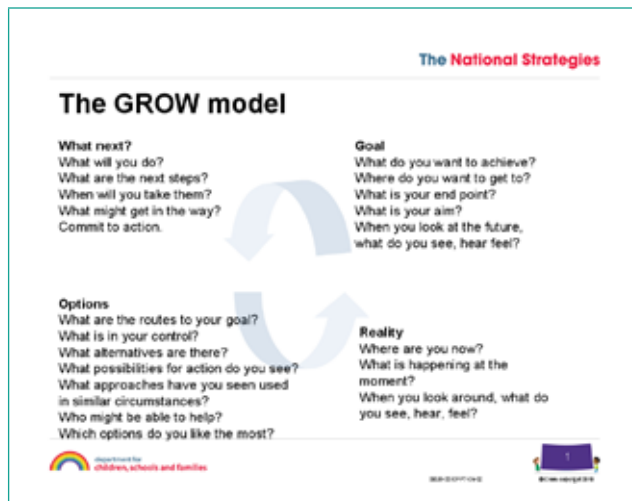 The National Strategies
The GROW model
What next?
What will you do?
What are the next steps?
When will you take them?
What might get in the way?
Commit to action.
Goal
What do you want to achieve?
Where do you want to get to?
What is your end point?
What is your aim?
When you look at the future,
what do you see, hear feel?
Options
What are the routes to your goal?
What is in your control?
What alternatives are there?
What possibilities for action do you see?
What approaches have you seen used
in similar circumstances?
Who might be able to help?
Which options do you like the most?
Reality
Where are you now?
What is happening at the
moment?
When you look around, what do
you see, hear, feel?
department for
children, schools and families
1